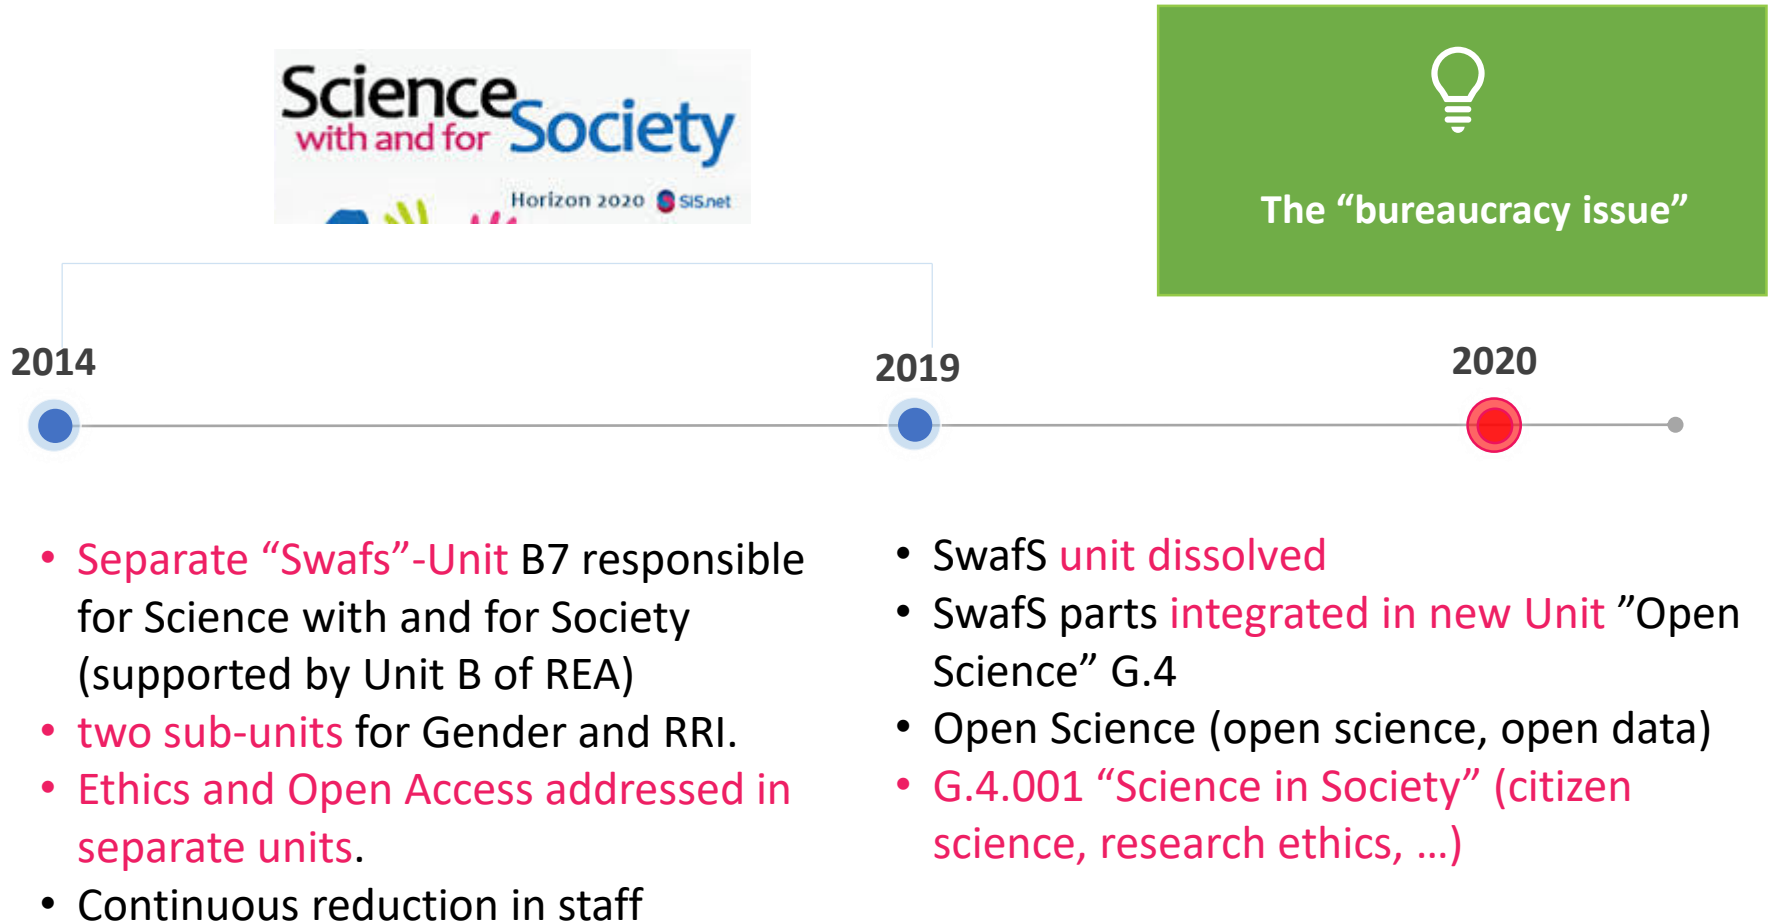 Science
with and for Society
Horizon 2020 SiS.net
The “bureaucracy issue”
2014
2019
2020
• Separate “Swafs”-Unit B7 responsible
for Science with and for Society
(supported by Unit B of REA)
• two sub-units for Gender and RRI.
• Ethics and Open Access addressed in
separate units.
• Continuous reduction in staff
• SwafS unit dissolved
• SwafS parts integrated in new Unit ”Open
Science” G.4
• Open Science (open science, open data)
• G.4.001 “Science in Society” (citizen
science, research ethics, …)